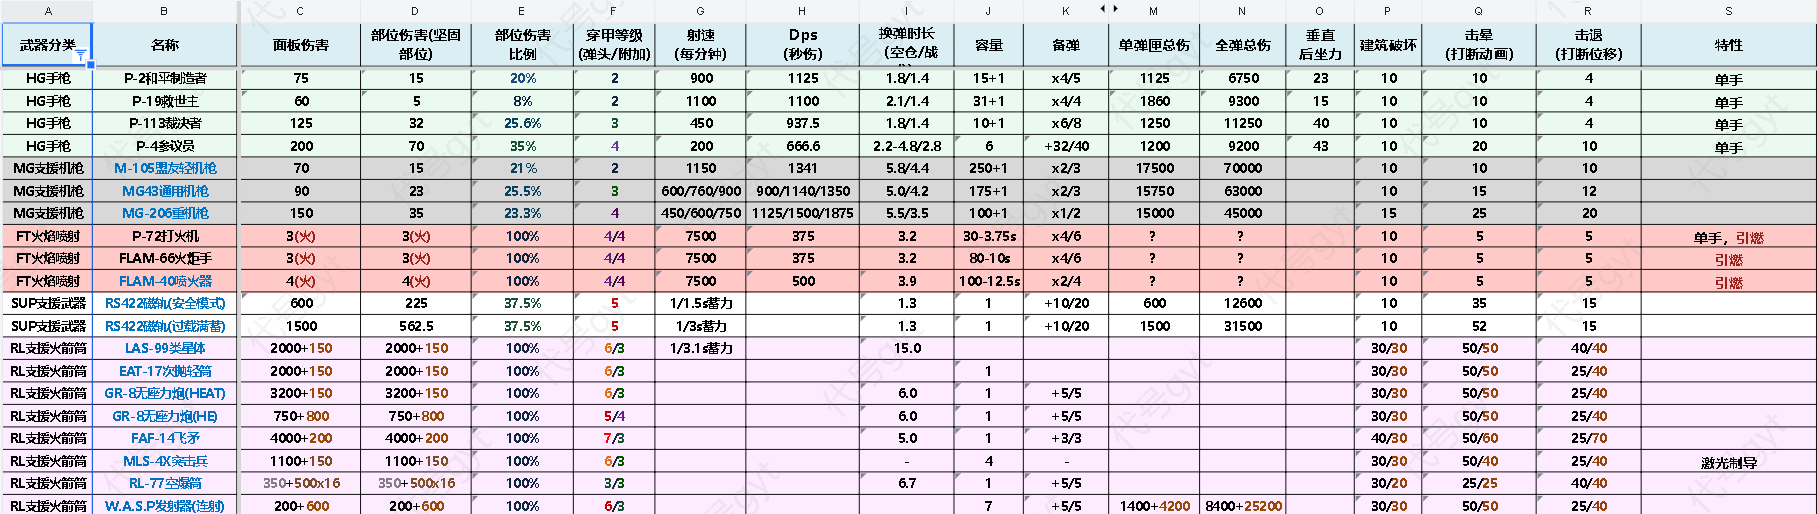 A B C D E F G H I J K M N O P Q R S
武器分类 名称 面板伤害 部位伤害(坚固部位) 部位伤害比例 穿甲等级(弹头/附加) 射速(每分钟) Dps(秒伤) 换弹时长(空仓/战 容量 备弹 单弹匣总伤 全弹总伤 垂直后坐力 建筑破坏 击晕(打断动画) 击退(打断位移) 特性
HG手枪 P-2和平制造者 75 15 20% 2 900 1125 1.8/1.4 15+1 x4/5 1125 6750 23 10 10 4 单手
HG手枪 P-19救世主 60 5 8% 2 1100 1100 2.1/1.4 31+1 x4/4 1860 9300 15 10 10 4 单手
HG手枪 P-113裁决者 125 32 25.6% 3 450 937.5 1.8/1.4 10+1 x6/8 1250 11250 40 10 10 4 单手
HG手枪 P-4参议员 200 70 35% 4 200 666.6 2.2-4.8/2.8 6 +32/40 1200 9200 43 10 20 10 单手
MG支援机枪 M-105盟友轻机枪 70 15 21% 2 1150 1341 5.8/4.4 250+1 x2/3 17500 70000 10 10 10
MG支援机枪 MG43通用机枪 90 23 25.5% 3 600/760/900 900/1140/1350 5.0/4.2 175+1 x2/3 15750 63000 10 15 12
MG支援机枪 MG-206重机枪 150 35 23.3% 4 450/600/750 1125/1500/1875 5.5/3.5 100+1 x1/2 15000 45000 15 25 20
FT火焰喷射 P-72打火机 3(火) 3(火) 100% 4/4 7500 375 3.2 30-3.75s x4/6 ? ? 10 5 5 单手，引燃
FT火焰喷射 FLAM-66火炬手 3(火) 3(火) 100% 4/4 7500 375 3.2 80-10s x4/6 ? ? 10 5 5 引燃
FT火焰喷射 FLAM-40喷火器 4(火) 4(火) 100% 4/4 7500 500 3.9 100-12.5s x2/4 ? ? 10 5 5 引燃
SUP支援武器 RS422磁轨(安全模式) 600 225 37.5% 5 1/1.5s蓄力 1.3 1 +10/20 600 12600 10 35 15
SUP支援武器 RS422磁轨(过载满蓄) 1500 562.5 37.5% 5 1/3s蓄力 1.3 1 +10/20 1500 31500 10 52 15
RL支援火箭筒 LAS-99类星体 2000+150 2000+150 100% 6/3 1/3.1s蓄力 15.0 30/30 50/50 40/40
RL支援火箭筒 EAT-17次抛轻筒 2000+150 2000+150 100% 6/3 1 30/30 50/50 25/40
RL支援火箭筒 GR-8无座力炮(HEAT) 3200+150 3200+150 100% 6/3 6.0 1 +5/5 30/30 50/50 25/40
RL支援火箭筒 GR-8无座力炮(HE) 750+800 750+800 100% 5/4 6.0 1 +5/5 30/30 50/50 25/40
RL支援火箭筒 FAF-14飞矛 4000+200 4000+200 100% 7/3 5.0 1 +3/3 40/30 50/60 25/70
RL支援火箭筒 MLS-4X突击兵 1100+150 1100+150 100% 6/3 - 4 - 30/30 50/40 25/40 激光制导
RL支援火箭筒 RL-77空爆筒 350+500x16 350+500x16 100% 3/3 6.7 1 +5/5 30/20 25/25 40/40
RL支援火箭筒 W.A.S.P发射器(连射) 200+600 200+600 100% 6/3 7 +5/5 1400+4200 8400+25200 30/30 50/50 25/40